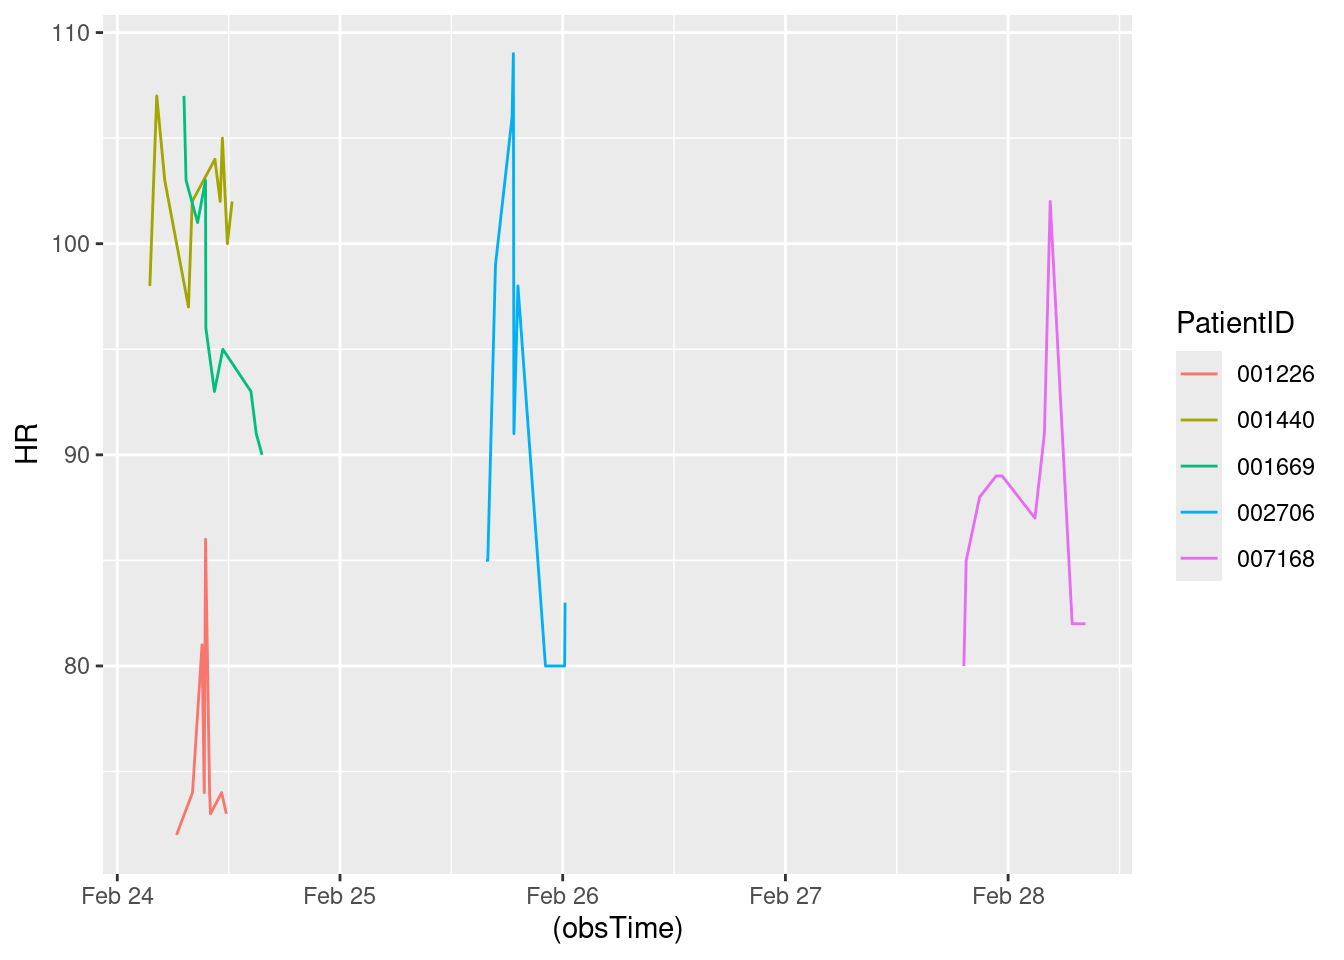 110
100
90
80
HR
Feb 24
Feb 25
Feb 26
Feb 27
Feb 28
(obsTime)
PatientID
001226
001440
001669
002706
007168